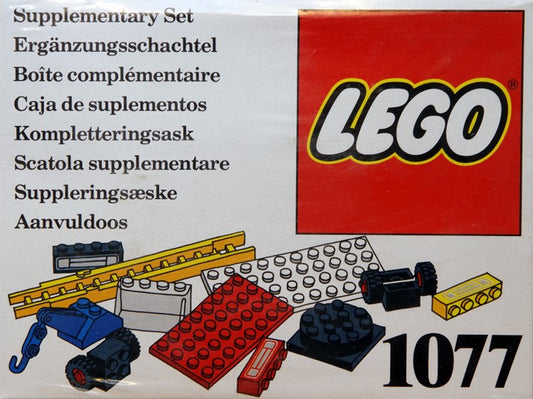 Supplementary Set
Ergänzungsschachtel
Boîte complémentaire
Caja de suplementos
Kompletteringsask
Scatola supplementare
Suppleringsæske
Aanvuldoos
LEGO®
1077